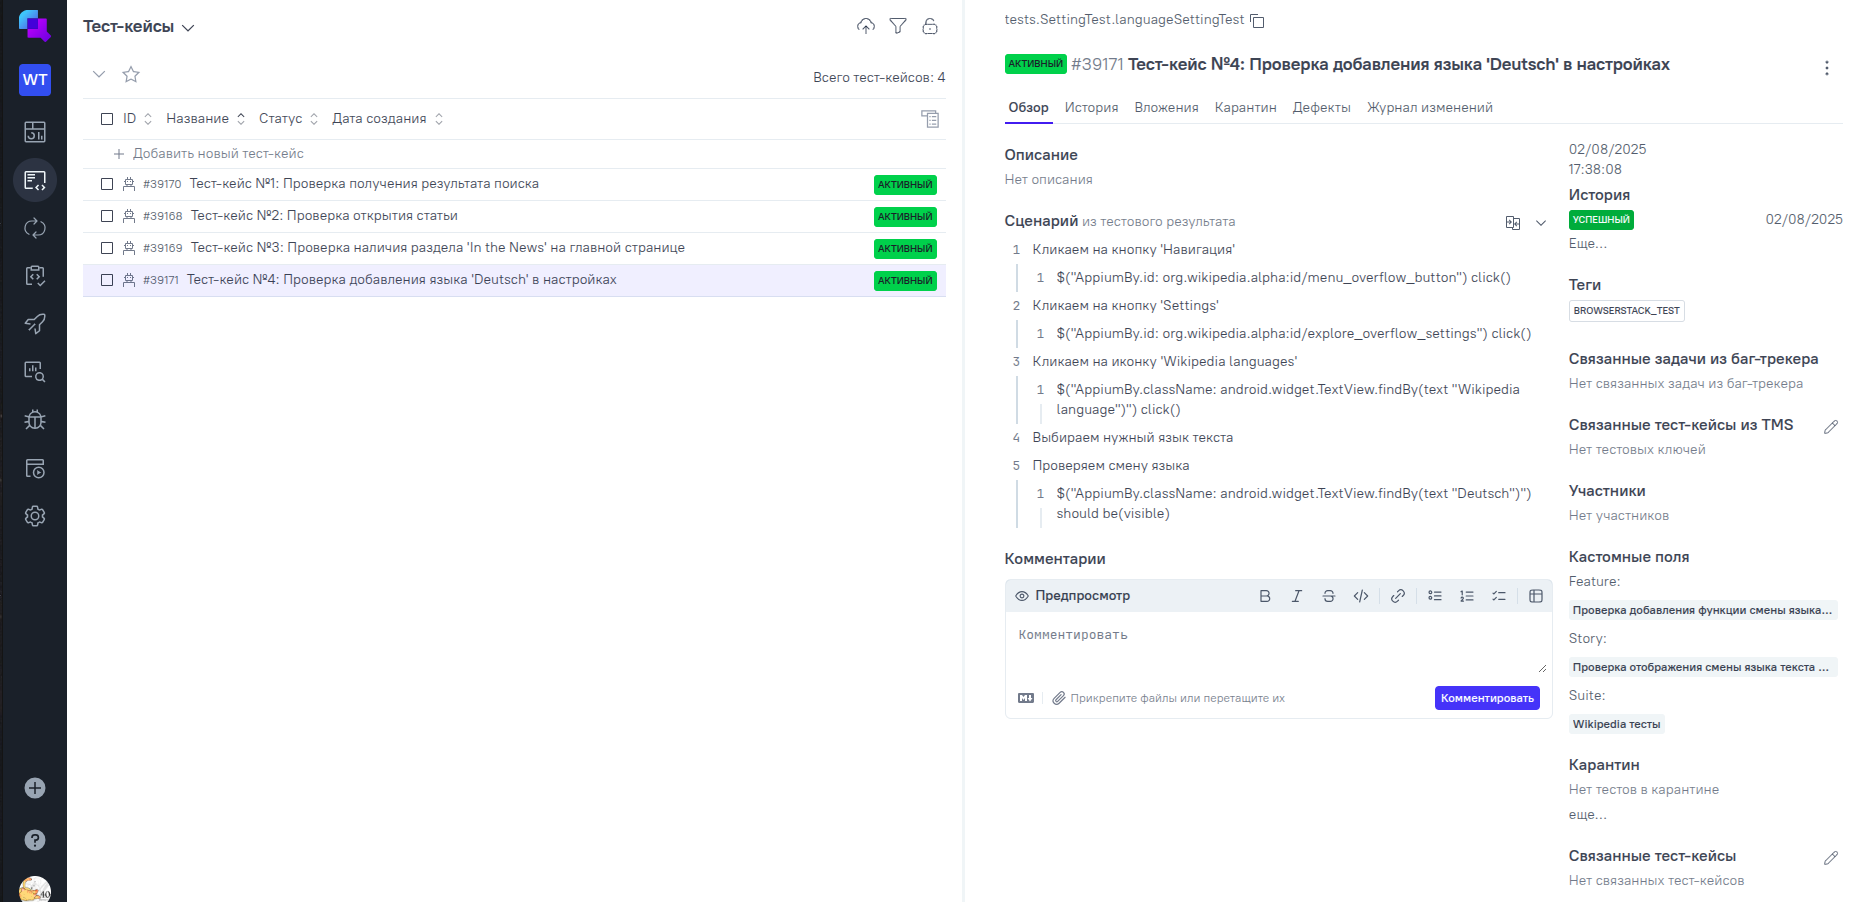 WT
Тест-кейсы
Всего тест-кейсов: 4
ID Название Статус Дата создания
Добавить новый тест-кейс
#39170 Тест-кейс №1: Проверка получения результата поиска АКТИВНЫЙ
#39168 Тест-кейс №2: Проверка открытия статьи АКТИВНЫЙ
#39169 Тест-кейс №3: Проверка наличия раздела 'In the News' на главной странице АКТИВНЫЙ
#39171 Тест-кейс №4: Проверка добавления языка 'Deutsch' в настройках АКТИВНЫЙ
tests.SettingTest.languageSettingTest
АКТИВНЫЙ #39171 Тест-кейс №4: Проверка добавления языка 'Deutsch' в настройках
Обзор История Вложения Карантин Дефекты Журнал изменений
Описание
Нет описания
Сценарий из тестового результата
1 Кликаем на кнопку 'Навигация'
1 $("AppiumBy.id: org.wikipedia.alpha:id/menu_overflow_button") click()
2 Кликаем на кнопку 'Settings'
1 $("AppiumBy.id: org.wikipedia.alpha:id/explore_overflow_settings") click()
3 Кликаем на иконку 'Wikipedia languages'
1 $("AppiumBy.className: android.widget.TextView.findBy(text "Wikipedia
language")") click()
4 Выбираем нужный язык текста
5 Проверяем смену языка
1 $("AppiumBy.className: android.widget.TextView.findBy(text "Deutsch")")
should be(visible)
Комментарии
Предпросмотр
Комментировать
Прикрепите файлы или перетащите их
Комментировать
02/08/2025
17:38:08
История
УСПЕШНЫЙ 02/08/2025
Еще...
Теги
BROWSERSTACK_TEST
Связанные задачи из баг-трекера
Нет связанных задач из баг-трекера
Связанные тест-кейсы из TMS
Нет тестовых ключей
Участники
Нет участников
Кастомные поля
Feature:
Проверка добавления функции смены языка...
Story:
Проверка отображения смены языка текста ...
Suite:
Wikipedia тесты
Карантин
Нет тестов в карантине
еще...
Связанные тест-кейсы
Нет связанных тест-кейсов